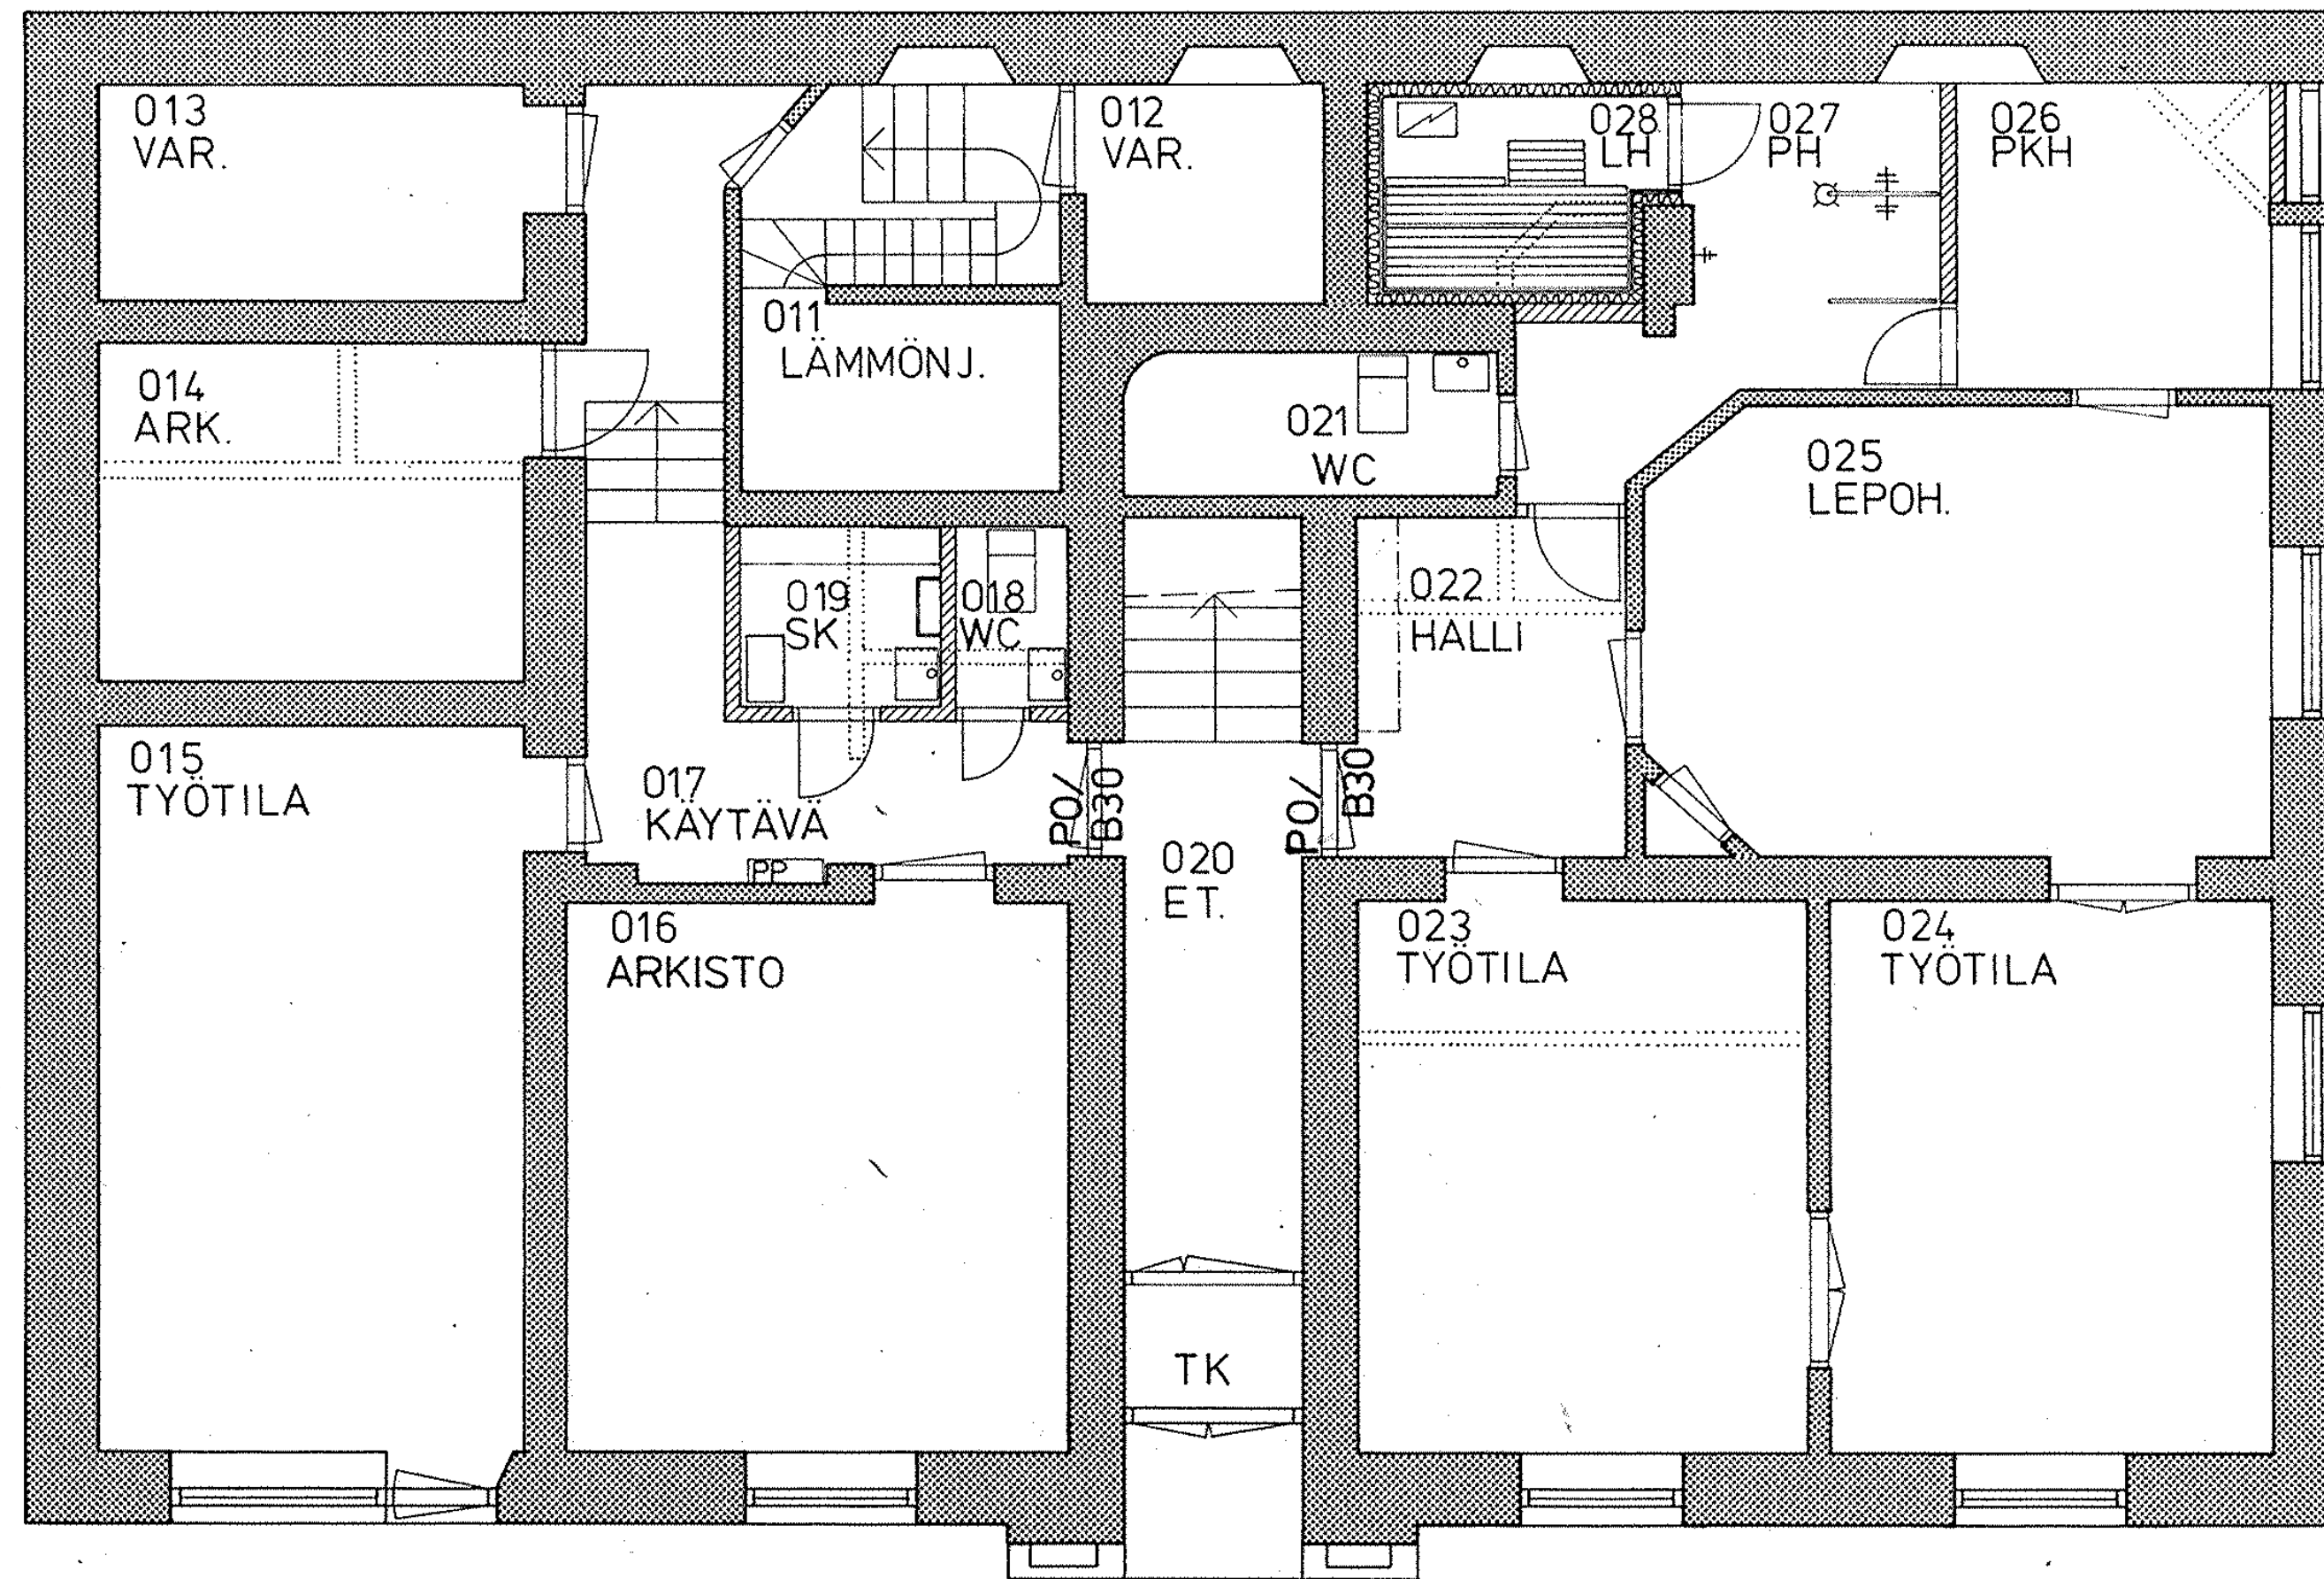 013
VAR.
012
VAR.
028
LH
027
PH
026
PKH
011
LÄMMÖNJ.
014
ARK.
021
WC
025
LEPOH.
019
SK
018
WC
022
HALLI
015
TYÖTILA
017
KÄYTÄVÄ
PP
PO/
B30
PO/
B30
020
ET.
016
ARKISTO
023
TYÖTILA
024
TYÖTILA
TK